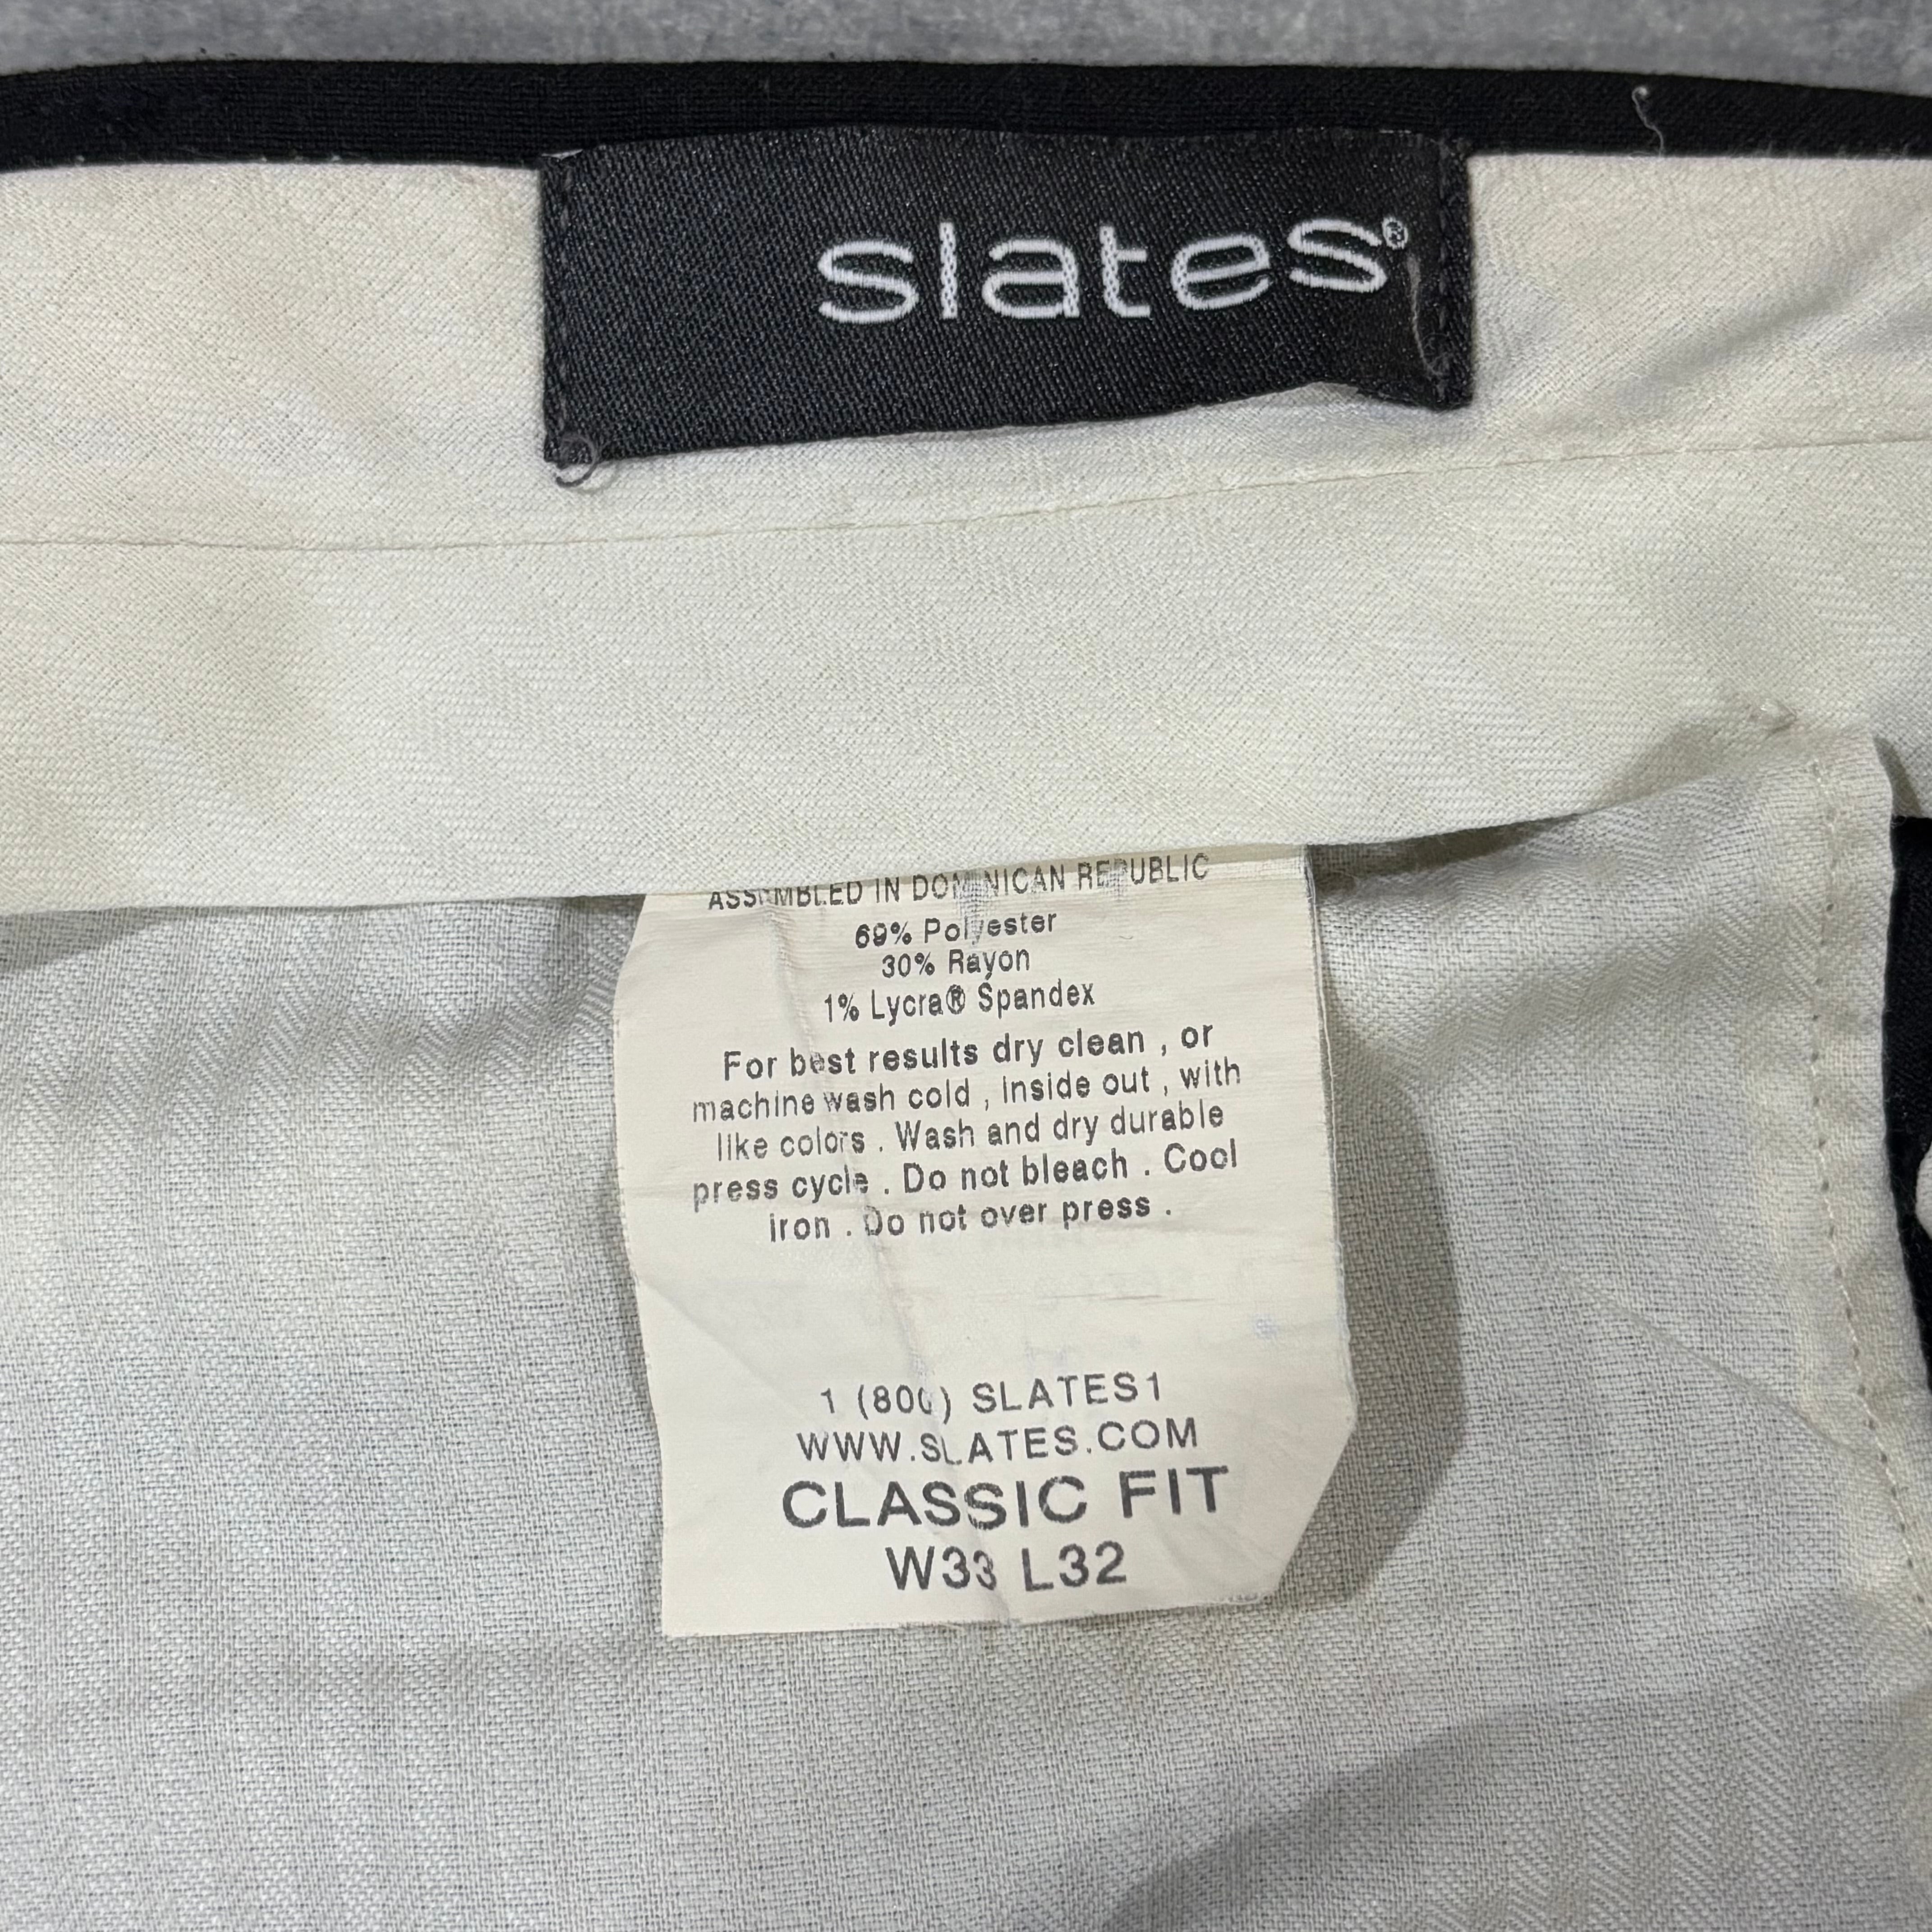 slates®
ASSEMBLED IN DOMINICAN REPUBLIC
69% Polyester
30% Rayon
1% Lycra® Spandex
For best results dry clean , or
machine wash cold , inside out , with
like colors . Wash and dry durable
press cycle . Do not bleach . Cool
iron . Do not over press .
1 (800) SLATES1
WWW.SLATES.COM
CLASSIC FIT
W33 L32